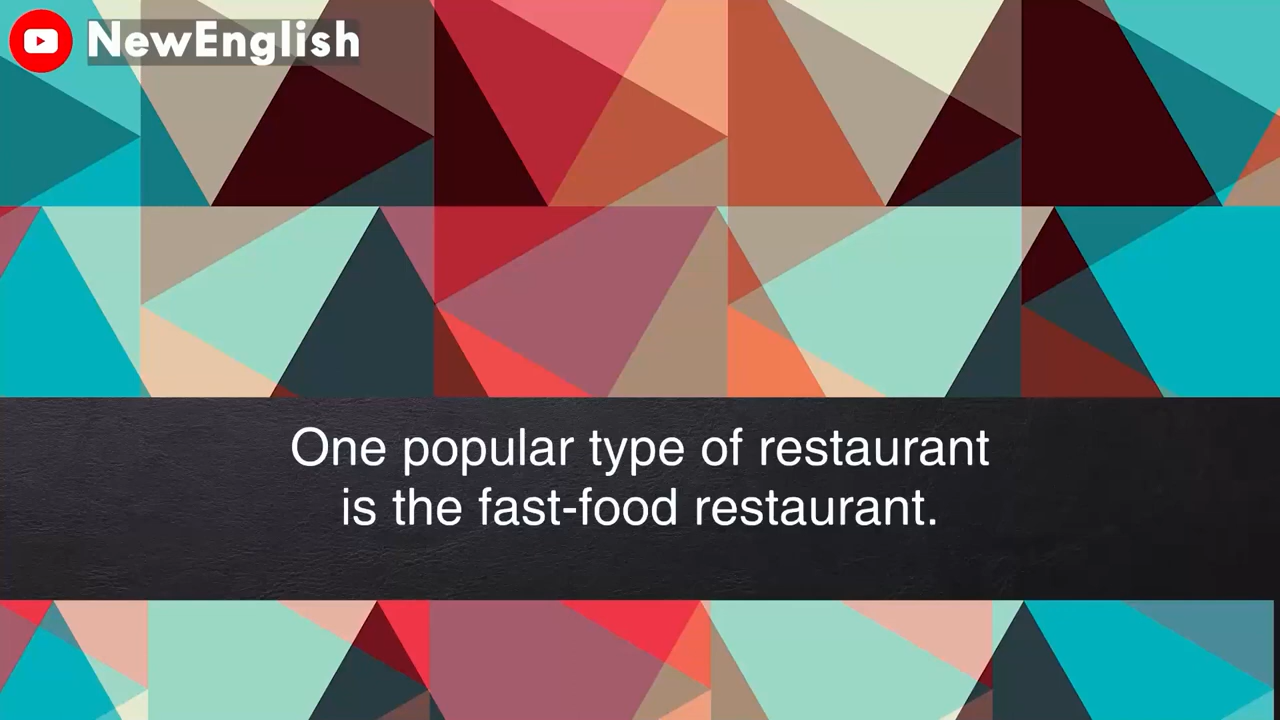 NewEnglish
One popular type of restaurant
is the fast-food restaurant.